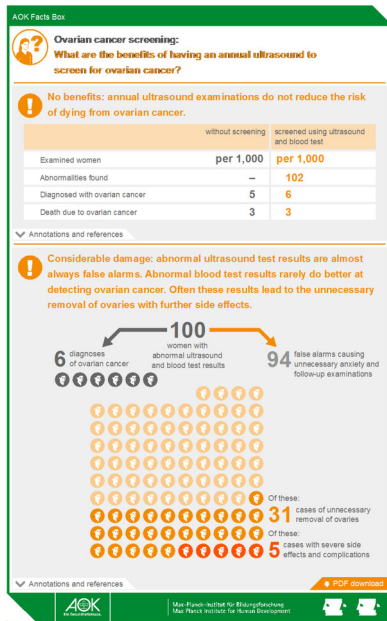 AOK Facts Box
Ovarian cancer screening:
What are the benefits of having an annual ultrasound to
screen for ovarian cancer?
No benefits: annual ultrasound examinations do not reduce the risk
of dying from ovarian cancer.
without screening screened using ultrasound
and blood test
Examined women per 1,000 per 1,000
Abnormalities found – 102
Diagnosed with ovarian cancer 5 6
Death due to ovarian cancer 3 3
Annotations and references
Considerable damage: abnormal ultrasound test results are almost
always false alarms. Abnormal blood test results rarely do better at
detecting ovarian cancer. Often these results lead to the unnecessary
removal of ovaries with further side effects.
100
women with
abnormal ultrasound
and blood test results
6 diagnoses
of ovarian cancer
94 false alarms causing
unnecessary anxiety and
follow-up examinations
Of these:
31 cases of unnecessary
removal of ovaries
Of these:
5 cases with severe side
effects and complications
Annotations and references
PDF download
AOK
Die Gesundheitskasse.
Max-Planck-Institut für Bildungsforschung
Max Planck Institute for Human Development